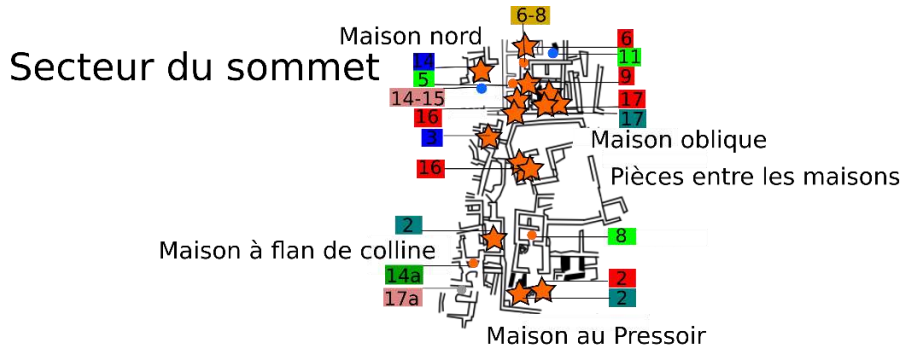 6-8
Maison nord
6
11
Secteur du sommet
14
5
9
14-15
17
16
17
3
Maison oblique
16
Pièces entre les maisons
2
8
Maison à flan de colline
14a
2
17a
2
Maison au Pressoir